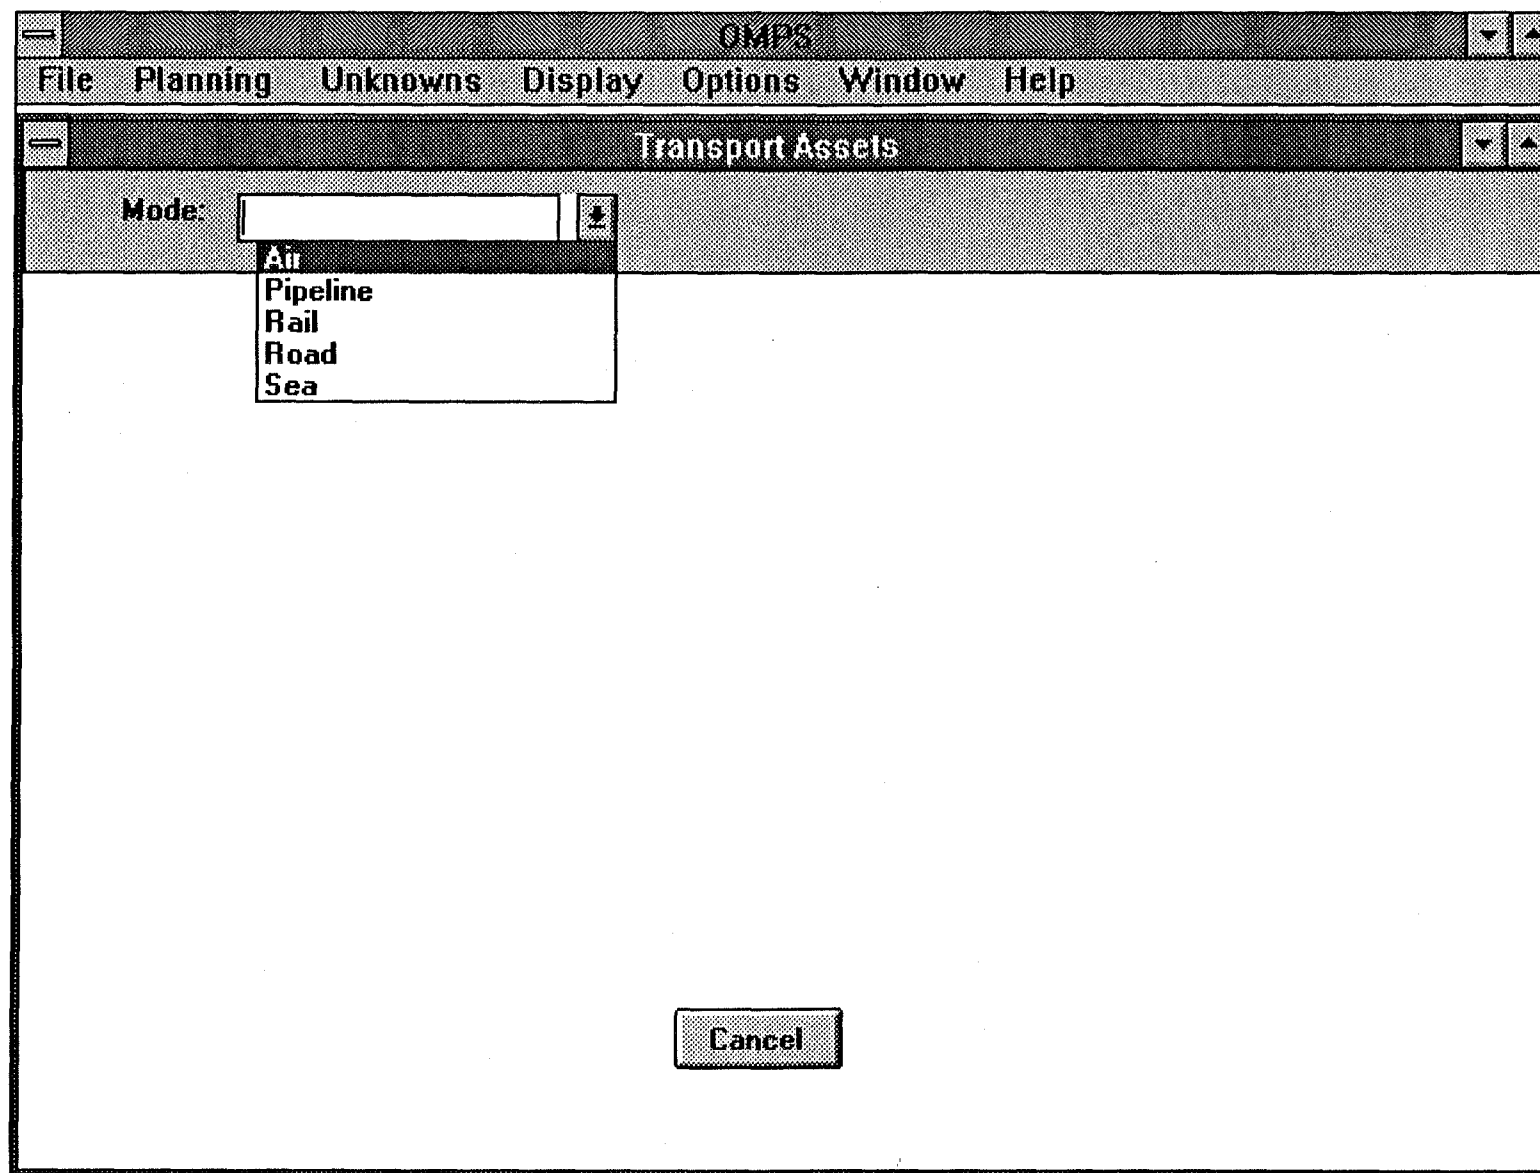 OMPS
File Planning Unknowns Display Options Window Help
Transport Assets
Mode:
Air
Pipeline
Rail
Road
Sea
Cancel